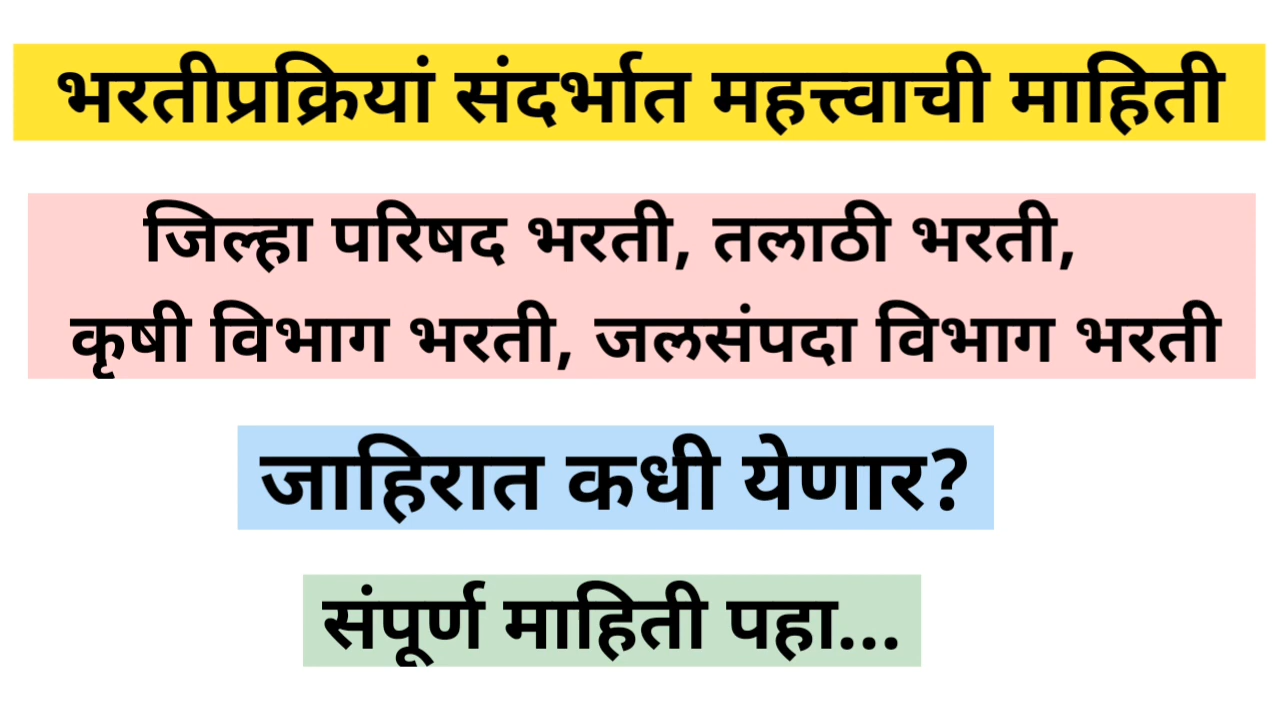 भरतीप्रक्रियां संदर्भात महत्त्वाची माहिती
जिल्हा परिषद भरती, तलाठी भरती,
कृषी विभाग भरती, जलसंपदा विभाग भरती
जाहिरात कधी येणार?
संपूर्ण माहिती पहा...